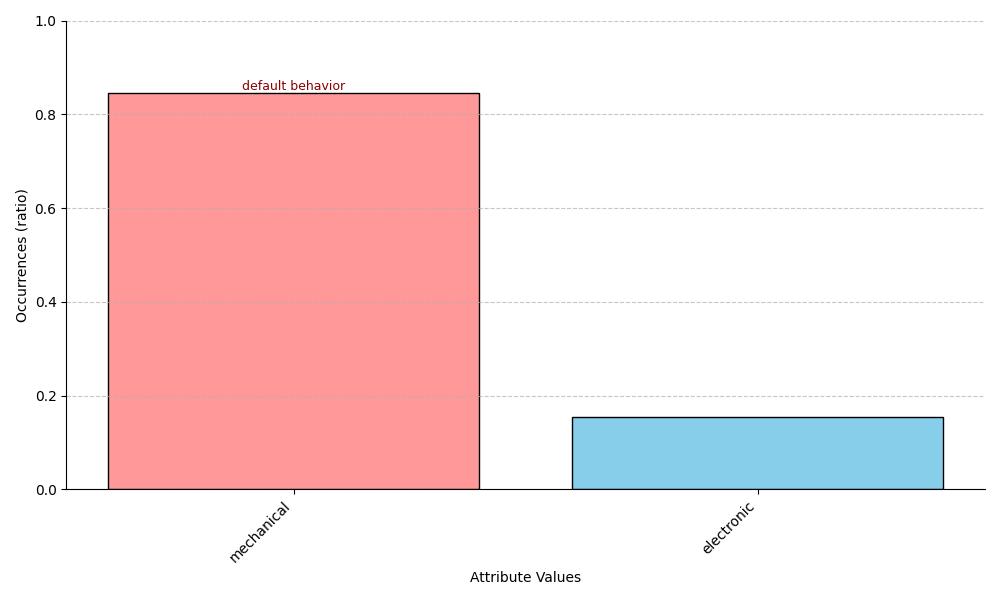 1.0
default behavior
0.8
0.6
0.4
0.2
0.0
Occurrences (ratio)
mechanical
electronic
Attribute Values